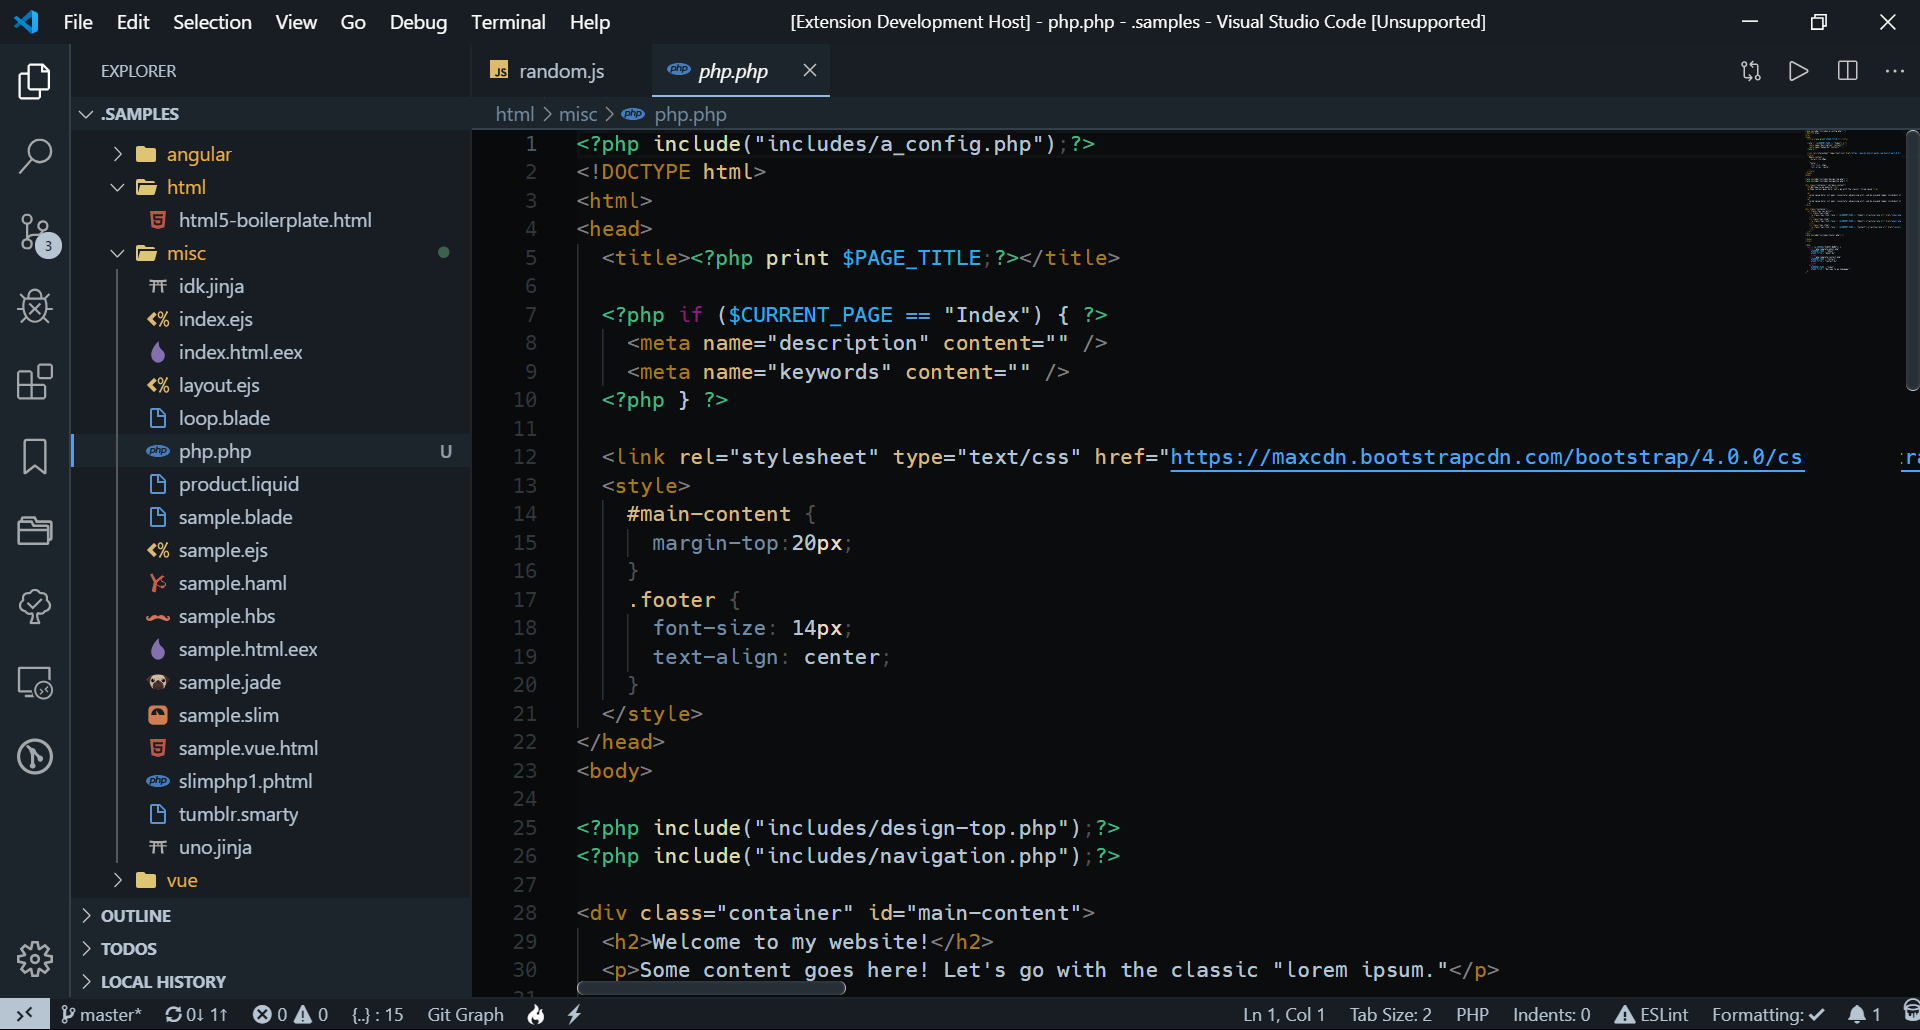 File Edit Selection View Go Debug Terminal Help
[Extension Development Host] - php.php - .samples - Visual Studio Code [Unsupported]
EXPLORER
.SAMPLES
angular
html
html5-boilerplate.html
misc
idk.jinja
index.ejs
index.html.eex
layout.ejs
loop.blade
php.php U
product.liquid
sample.blade
sample.ejs
sample.haml
sample.hbs
sample.html.eex
sample.jade
sample.slim
sample.vue.html
slimphp1.phtml
tumblr.smarty
uno.jinja
vue
OUTLINE
TODOS
LOCAL HISTORY
3
JS random.js
php php.php
html > misc > php php.php
1 <?php include("includes/a_config.php");?>
2 <!DOCTYPE html>
3 <html>
4 <head>
5 <title><?php print $PAGE_TITLE;?></title>
6
7 <?php if ($CURRENT_PAGE == "Index") { ?>
8 <meta name="description" content="" />
9 <meta name="keywords" content="" />
10 <?php } ?>
11
12 <link rel="stylesheet" type="text/css" href="https://maxcdn.bootstrapcdn.com/bootstrap/4.0.0/cs
13 <style>
14 #main-content {
15 margin-top:20px;
16 }
17 .footer {
18 font-size: 14px;
19 text-align: center;
20 }
21 </style>
22 </head>
23 <body>
24
25 <?php include("includes/design-top.php");?>
26 <?php include("includes/navigation.php");?>
27
28 <div class="container" id="main-content">
29 <h2>Welcome to my website!</h2>
30 <p>Some content goes here! Let's go with the classic "lorem ipsum."</p>
master* 0↓ 1↑ 0 0 {..} : 15 Git Graph
Ln 1, Col 1 Tab Size: 2 PHP Indents: 0 ESLint Formatting: ✓ 1